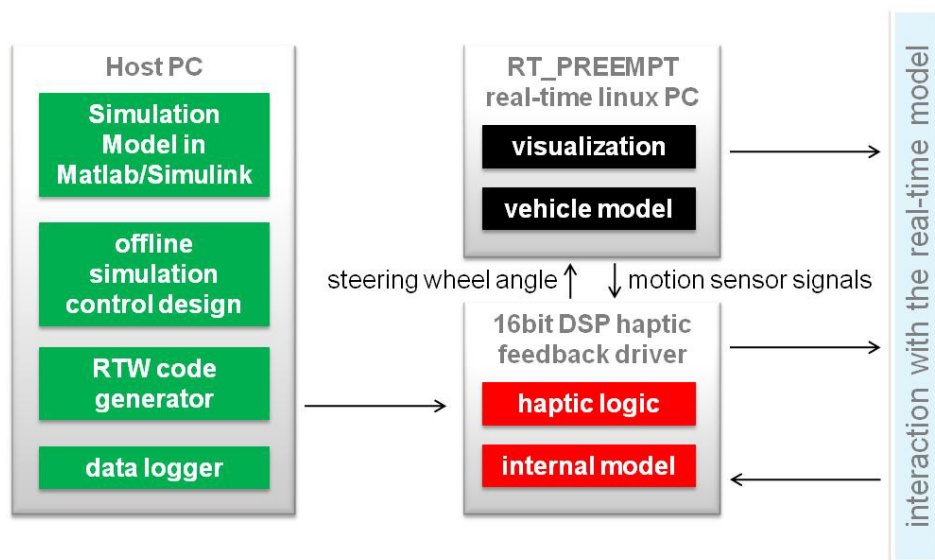 Host PC
Simulation
Model in
Matlab/Simulink
offline
simulation
control design
RTW code
generator
data logger
RT_PREEMPT
real-time linux PC
visualization
vehicle model
steering wheel angle
motion sensor signals
16bit DSP haptic
feedback driver
haptic logic
internal model
interaction with the real-time model